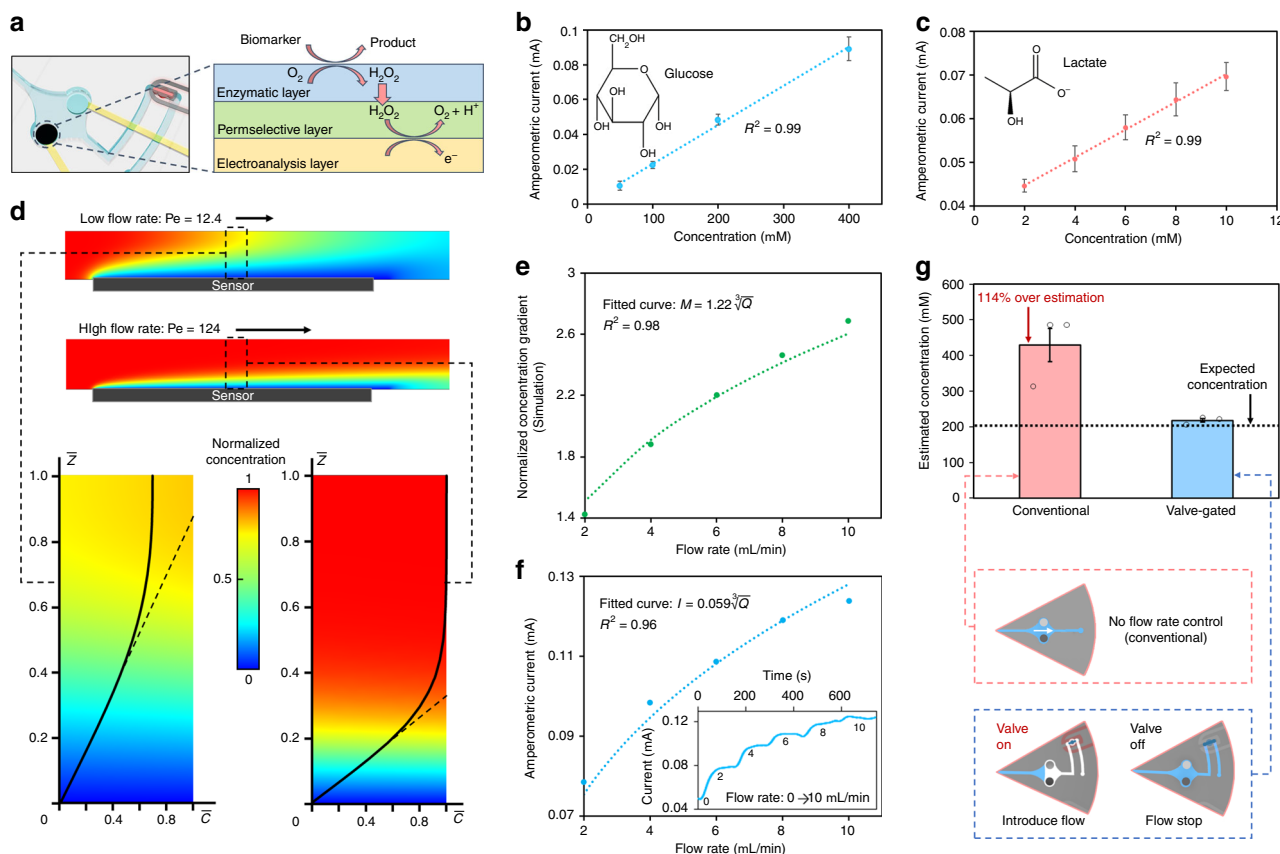 a
Biomarker
Product
O2
H2O2
Enzymatic layer
H2O2
O2 + H+
Permselective layer
Electroanalysis layer
e−
b
Amperometric current (mA)
0.1
0.08
0.06
0.04
0.02
0
0
100
200
300
400
Concentration (mM)
CH2OH
O
OH
HO
OH
OH
Glucose
R2 = 0.99
c
Amperometric current (mA)
0.08
0.07
0.06
0.05
0.04
0
2
4
6
8
10
12
Concentration (mM)
O
O−
OH
Lactate
R2 = 0.99
d
Low flow rate: Pe = 12.4
Sensor
HIgh flow rate: Pe = 124
Sensor
Normalized
concentration
1
0.5
0
Z
1.0
0.8
0.6
0.4
0.2
0.4
0.8
C
Z
1.0
0.8
0.6
0.4
0.2
0.4
0.8
C
e
Normalized concentration gradient
(Simulation)
3
2.6
2.2
1.8
1.4
2
4
6
8
10
Flow rate (mL/min)
Fitted curve: M = 1.22 ∛Q
R2 = 0.98
f
Amperometric current (mA)
0.13
0.11
0.09
0.07
2
4
6
8
10
Flow rate (mL/min)
Fitted curve: I = 0.059∛Q
R2 = 0.96
Time (s)
0
200
400
600
Current (mA)
0.12
0.08
0.04
0
2
4
6
8
10
Flow rate: 0 →10 mL/min
g
Estimated concentration (mM)
600
500
400
300
200
100
0
114% over estimation
Expected
concentration
Conventional
Valve-gated
No flow rate control
(conventional)
Valve
on
Valve
off
Introduce flow
Flow stop